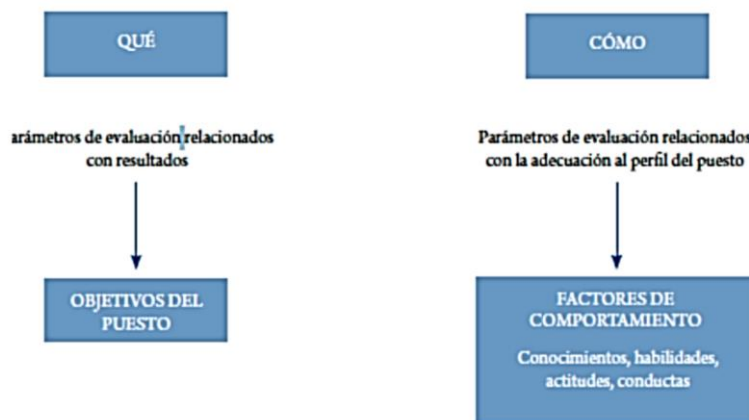 QUÉ
arámetros de evaluación relacionados
con resultados
OBJETIVOS DEL
PUESTO
CÓMO
Parámetros de evaluación relacionados
con la adecuación al perfil del puesto
FACTORES DE
COMPORTAMIENTO
Conocimientos, habilidades,
actitudes, conductas